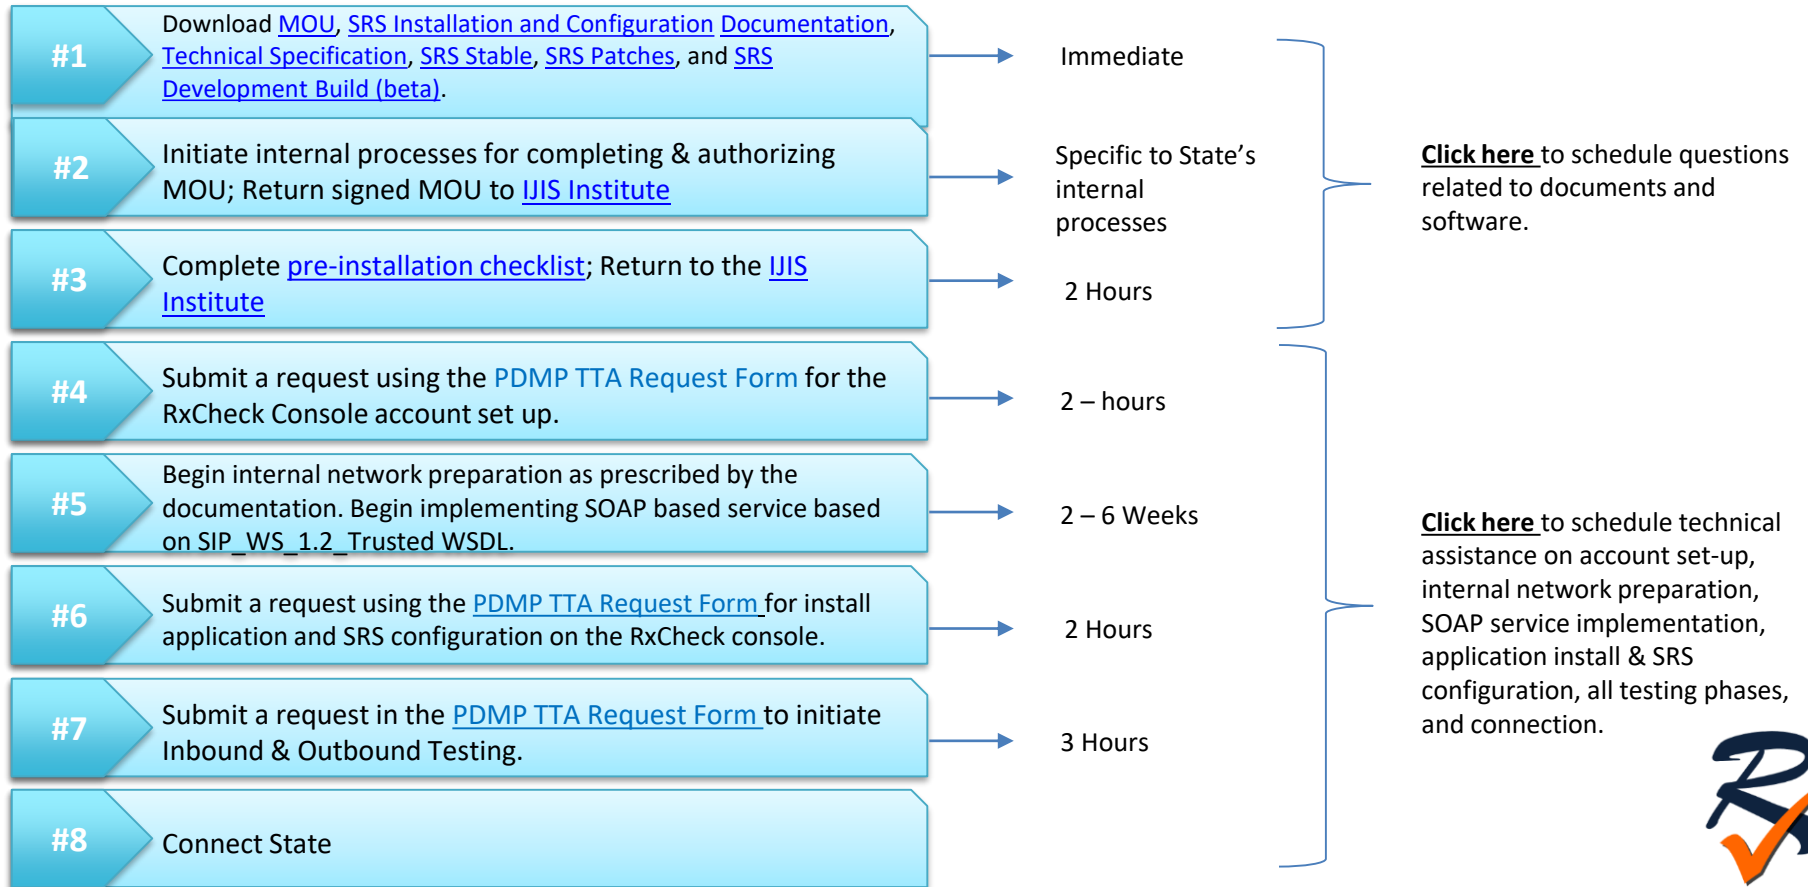 #1
Download MOU, SRS Installation and Configuration Documentation,
Technical Specification, SRS Stable, SRS Patches, and SRS
Development Build (beta).
Immediate
#2
Initiate internal processes for completing & authorizing
MOU; Return signed MOU to IJIS Institute
Specific to State's
internal
processes
#3
Complete pre-installation checklist; Return to the IJIS
Institute
2 Hours
Click here to schedule questions
related to documents and
software.
#4
Submit a request using the PDMP TTA Request Form for the
RxCheck Console account set up.
2 – hours
#5
Begin internal network preparation as prescribed by the
documentation. Begin implementing SOAP based service based
on SIP_WS_1.2_Trusted WSDL.
2 – 6 Weeks
#6
Submit a request using the PDMP TTA Request Form for install
application and SRS configuration on the RxCheck console.
2 Hours
#7
Submit a request in the PDMP TTA Request Form to initiate
Inbound & Outbound Testing.
3 Hours
#8
Connect State
Click here to schedule technical
assistance on account set-up,
internal network preparation,
SOAP service implementation,
application install & SRS
configuration, all testing phases,
and connection.
R